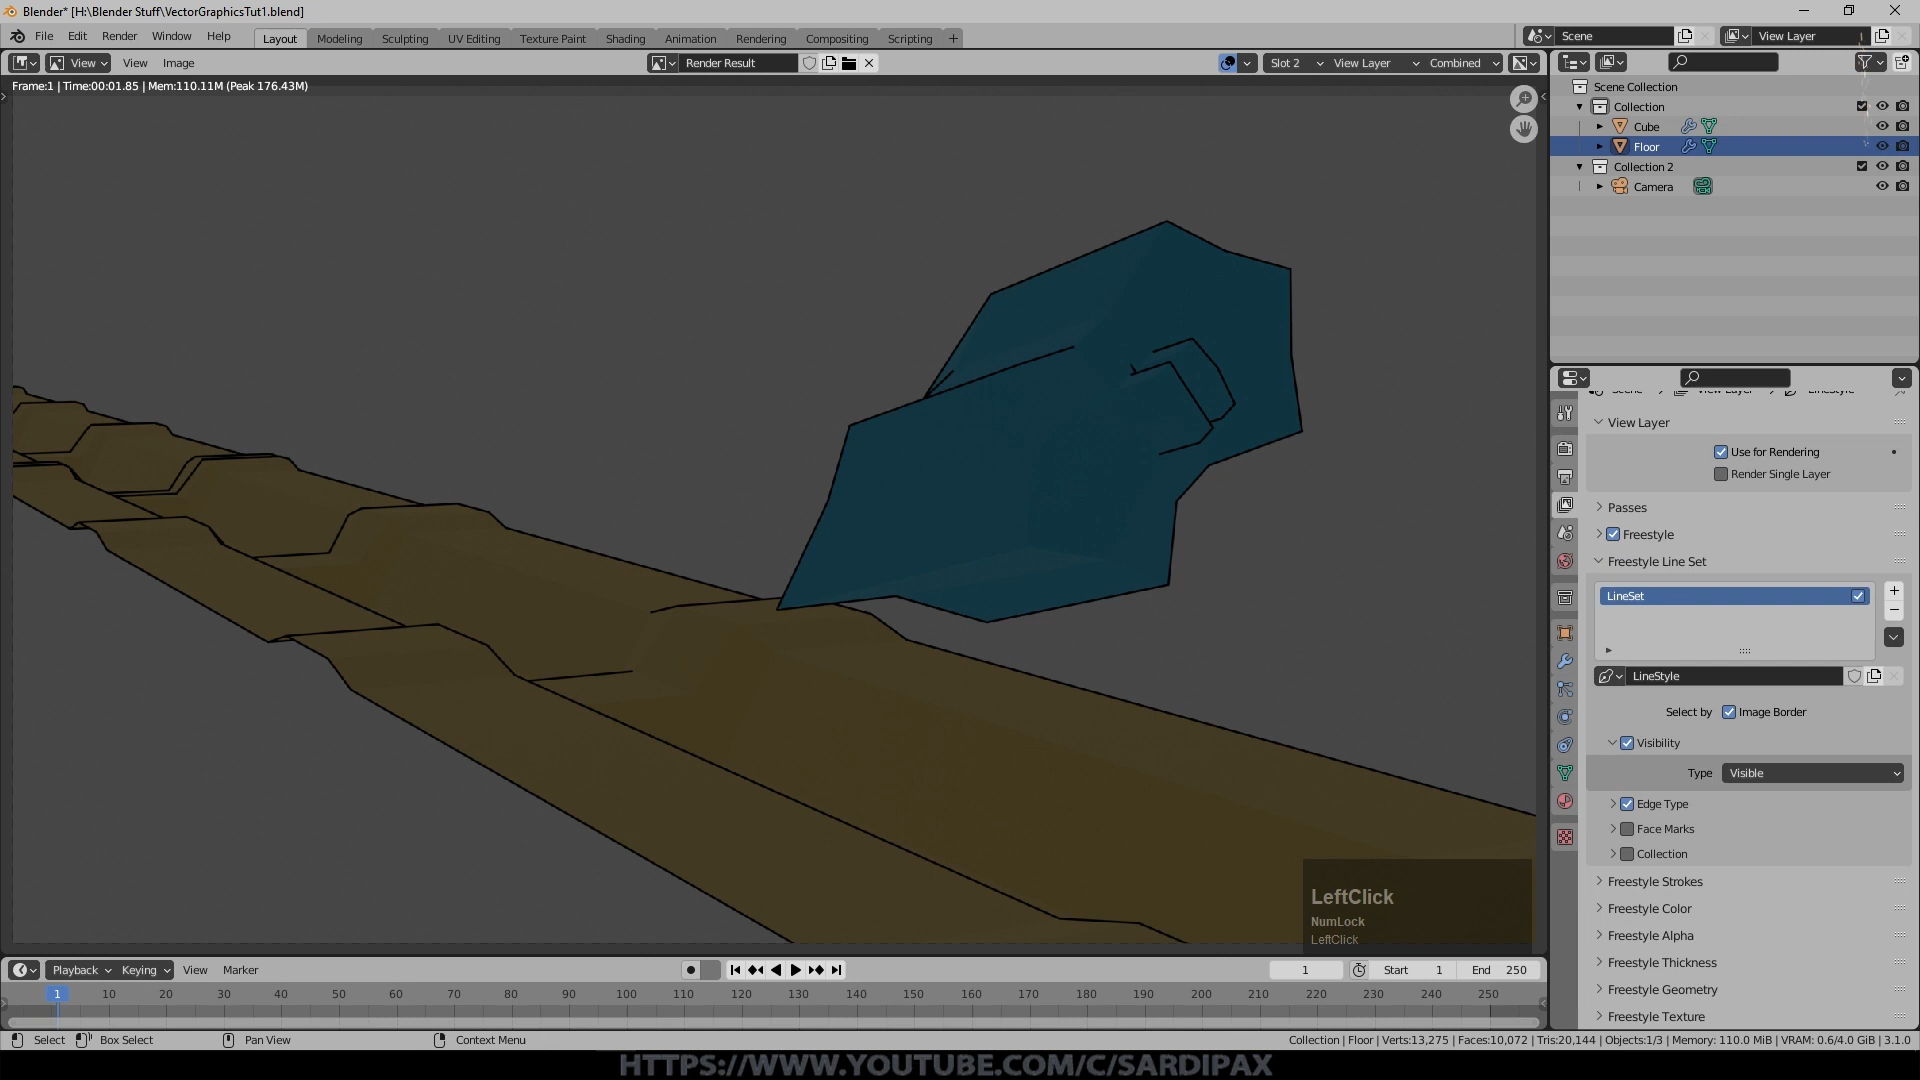 Blender* [H:\Blender Stuff\VectorGraphicsTut1.blend]
File Edit Render Window Help
Layout Modeling Sculpting UV Editing Texture Paint Shading Animation Rendering Compositing Scripting +
Scene
View Layer
View View Image
Render Result
Slot 2 View Layer Combined
Frame:1 | Time:00:01.85 | Mem:110.11M (Peak 176.43M)
Scene Collection
Collection
Cube
Floor
Collection 2
Camera
View Layer
Use for Rendering
Render Single Layer
Passes
Freestyle
Freestyle Line Set
LineSet
LineStyle
Select by Image Border
Visibility
Type Visible
Edge Type
Face Marks
Collection
Freestyle Strokes
Freestyle Color
Freestyle Alpha
Freestyle Thickness
Freestyle Geometry
Freestyle Texture
LeftClick
NumLock
LeftClick
Playback Keying View Marker
1 Start 1 End 250
1 10 20 30 40 50 60 70 80 90 100 110 120 130 140 150 160 170 180 190 200 210 220 230 240 250
Select Box Select Pan View Context Menu
Collection | Floor | Verts:13,275 | Faces:10,072 | Tris:20,144 | Objects:1/3 | Memory: 110.0 MiB | VRAM: 0.6/4.0 GiB | 3.1.0
HTTPS://WWW.YOUTUBE.COM/C/SARDIPAX